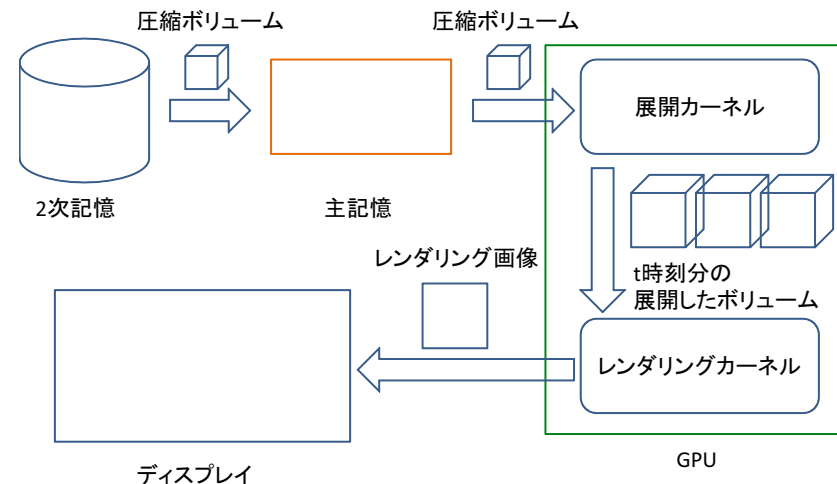 圧縮ボリューム
圧縮ボリューム
展開カーネル
2次記憶
主記憶
レンダリング画像
t時刻分の
展開したボリューム
レンダリングカーネル
GPU
ディスプレイ